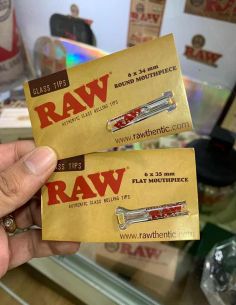 RAW
GLASS TIPS
RAW
6 x 34 mm
ROUND MOUTHPIECE
AUTHENTIC GLASS ROLLING TIPS
www.rawthentic.com
GLASS TIPS
RAW
6 x 35 mm
FLAT MOUTHPIECE
AUTHENTIC GLASS ROLLING TIPS
www.rawthentic.com